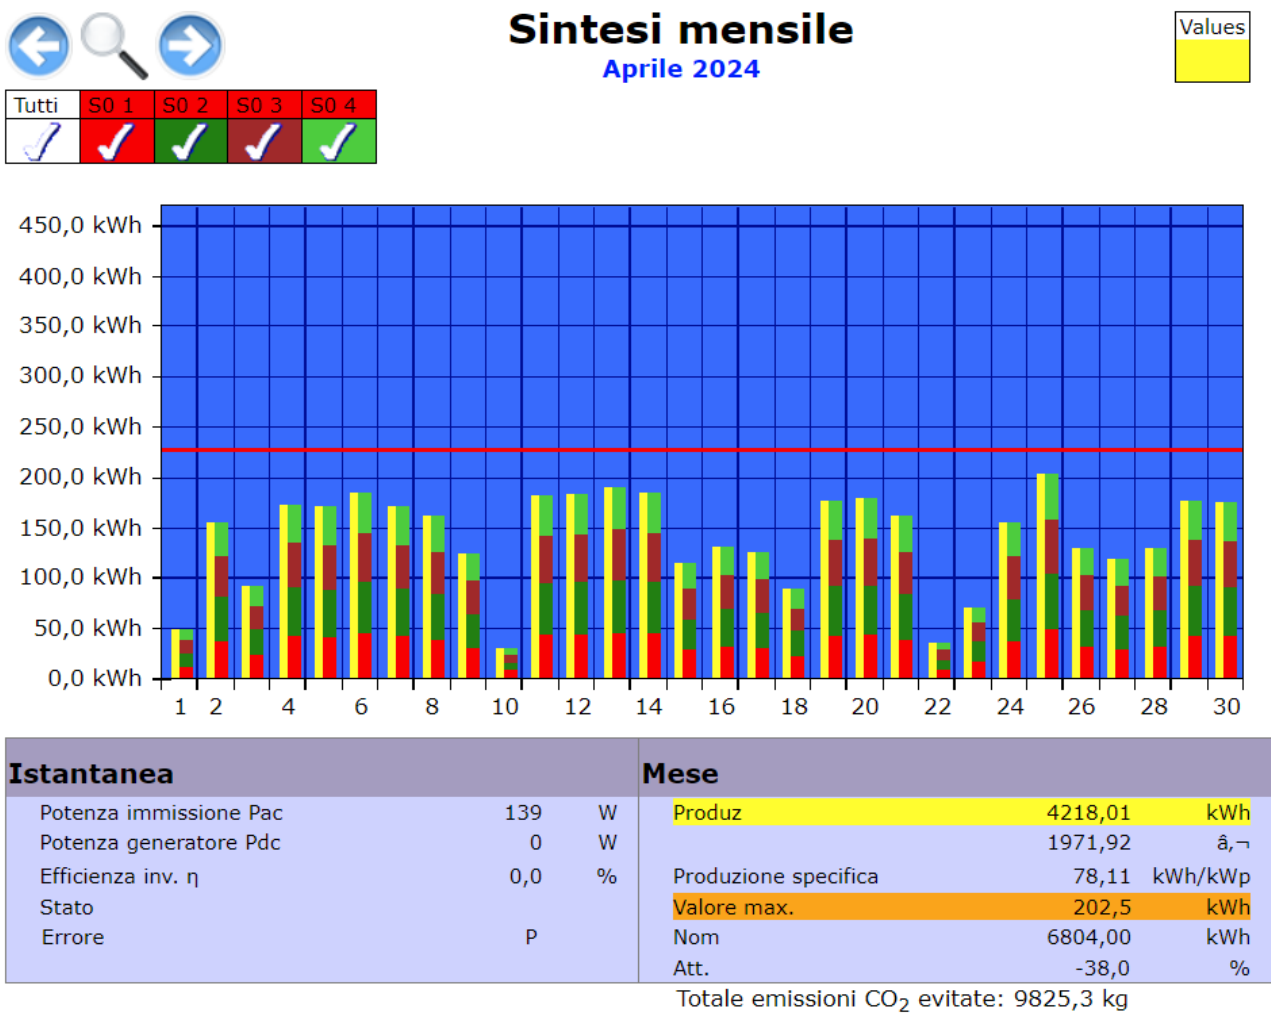 Sintesi mensile
Aprile 2024
Values
Tutti S0 1 S0 2 S0 3 S0 4
450,0 kWh
400,0 kWh
350,0 kWh
300,0 kWh
250,0 kWh
200,0 kWh
150,0 kWh
100,0 kWh
50,0 kWh
0,0 kWh
1 2 4 6 8 10 12 14 16 18 20 22 24 26 28 30
Istantanea
Potenza immissione Pac 139 W
Potenza generatore Pdc 0 W
Efficienza inv. η 0,0 %
Stato
Errore P
Mese
Produz 4218,01 kWh
1971,92 â‚¬
Produzione specifica 78,11 kWh/kWp
Valore max. 202,5 kWh
Nom 6804,00 kWh
Att. -38,0 %
Totale emissioni CO₂ evitate: 9825,3 kg